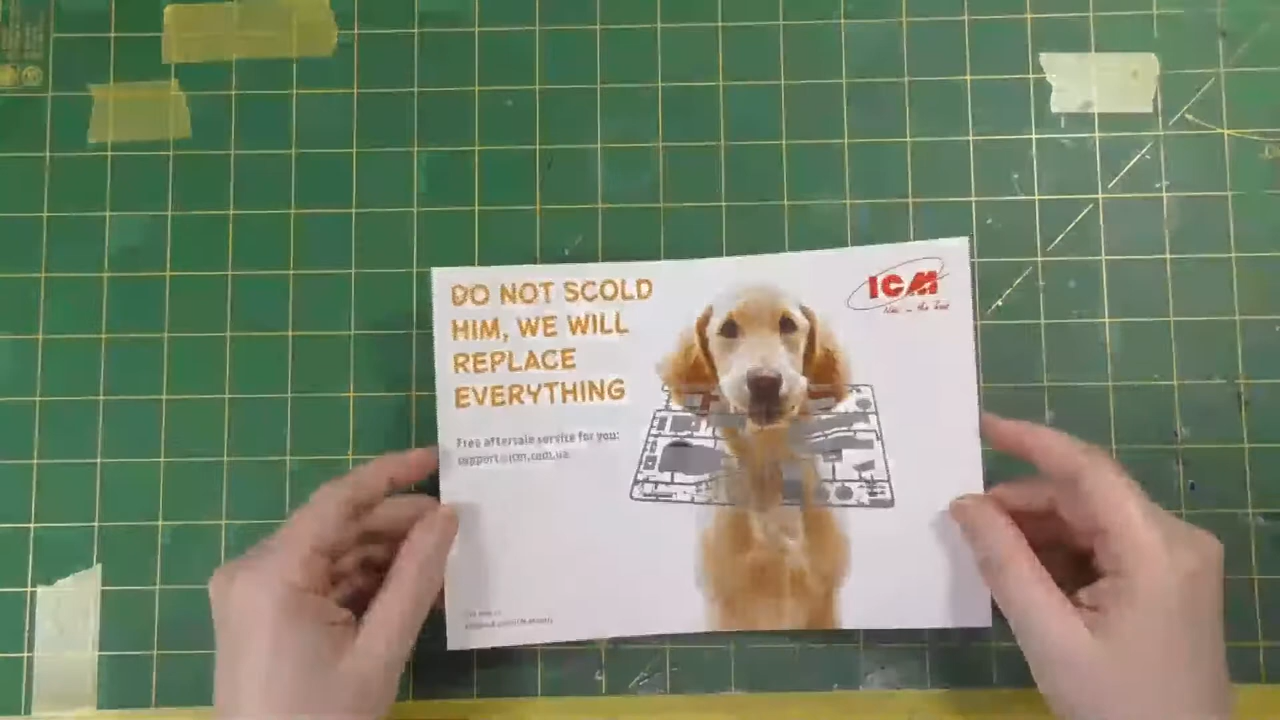 DO NOT SCOLD
HIM, WE WILL
REPLACE
EVERYTHING
ICM
Free aftersale service for you:
support@icm.com.ua